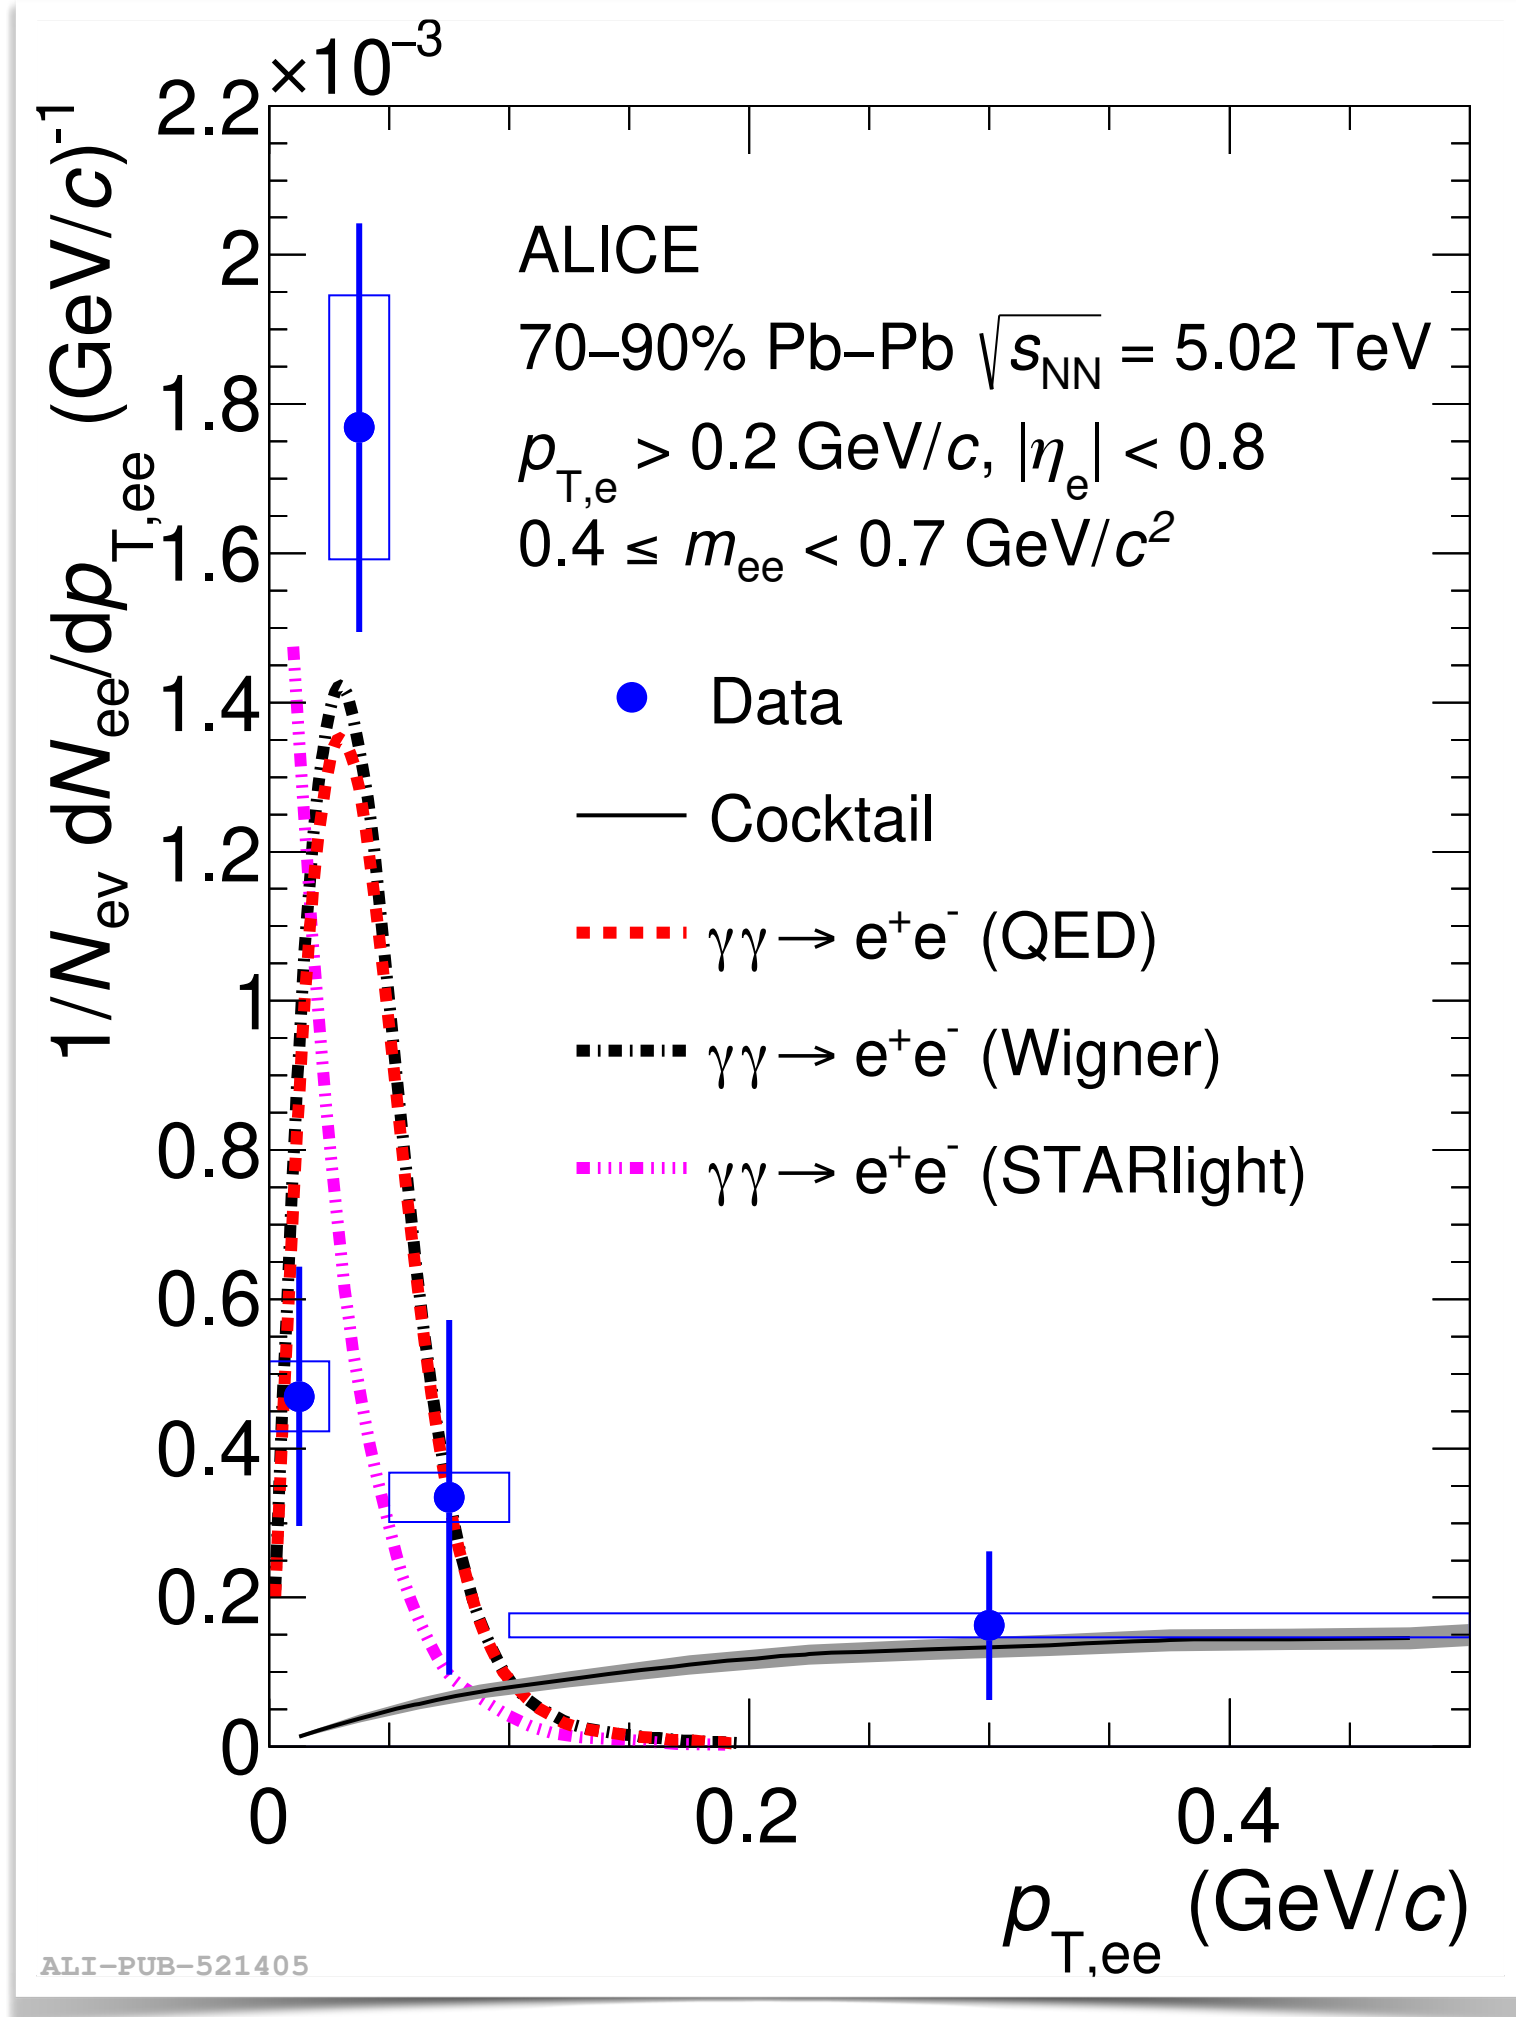 ×10⁻³
1/N_ev dN_ee/dp_T,ee (GeV/c)⁻¹
2.2
2
1.8
1.6
1.4
1.2
1
0.8
0.6
0.4
0.2
0
ALICE
70–90% Pb–Pb √s_NN = 5.02 TeV
p_T,e > 0.2 GeV/c, |η_e| < 0.8
0.4 ≤ m_ee < 0.7 GeV/c²
Data
Cocktail
γγ → e⁺e⁻ (QED)
γγ → e⁺e⁻ (Wigner)
γγ → e⁺e⁻ (STARlight)
0 0.2 0.4
p_T,ee (GeV/c)
ALI-PUB-521405